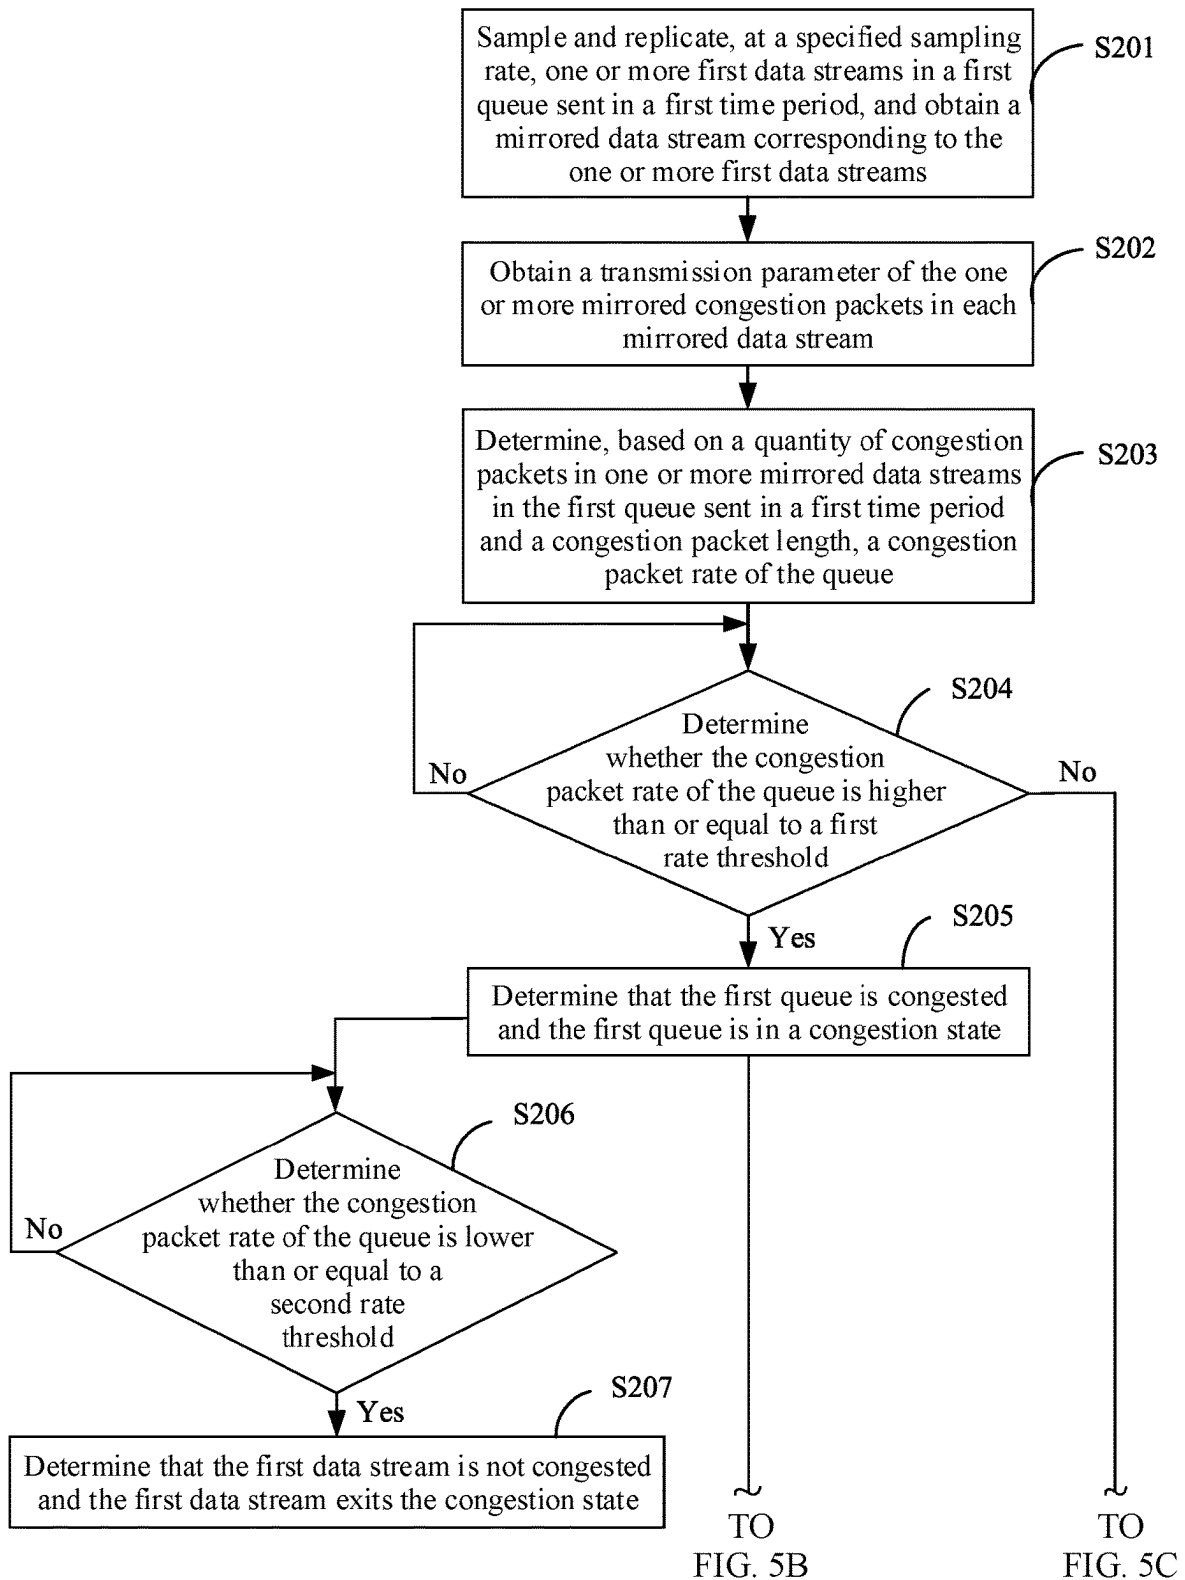 Sample and replicate, at a specified sampling
rate, one or more first data streams in a first
queue sent in a first time period, and obtain a
mirrored data stream corresponding to the
one or more first data streams
S201
Obtain a transmission parameter of the one
or more mirrored congestion packets in each
mirrored data stream
S202
Determine, based on a quantity of congestion
packets in one or more mirrored data streams
in the first queue sent in a first time period
and a congestion packet length, a congestion
packet rate of the queue
S203
S204
Determine
whether the congestion
packet rate of the queue is higher
than or equal to a first
rate threshold
No
No
Yes
S205
Determine that the first queue is congested
and the first queue is in a congestion state
S206
Determine
whether the congestion
packet rate of the queue is lower
than or equal to a
second rate
threshold
No
Yes
S207
Determine that the first data stream is not congested
and the first data stream exits the congestion state
TO
FIG. 5B
TO
FIG. 5C